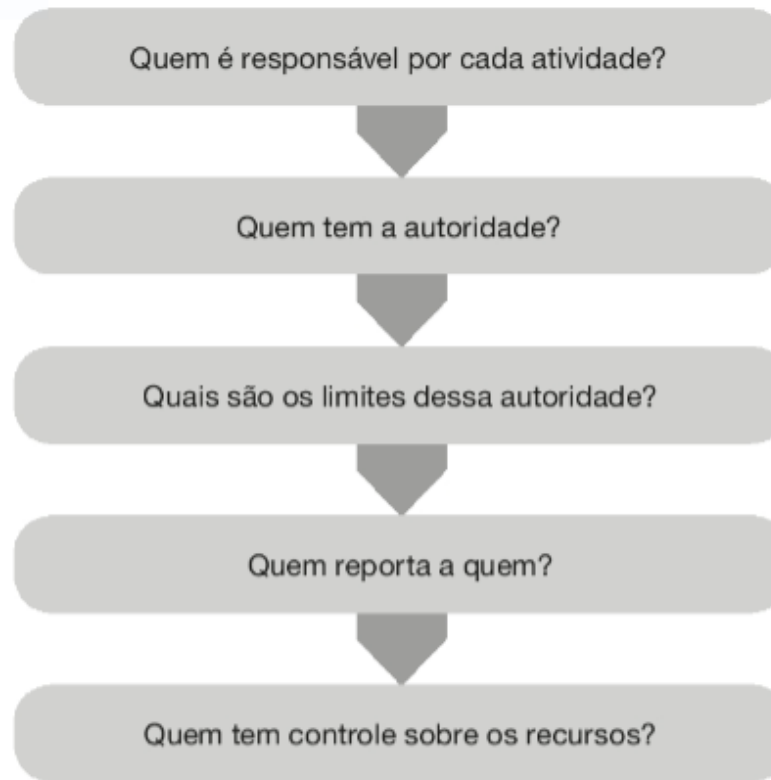 Quem é responsável por cada atividade?
Quem tem a autoridade?
Quais são os limites dessa autoridade?
Quem reporta a quem?
Quem tem controle sobre os recursos?